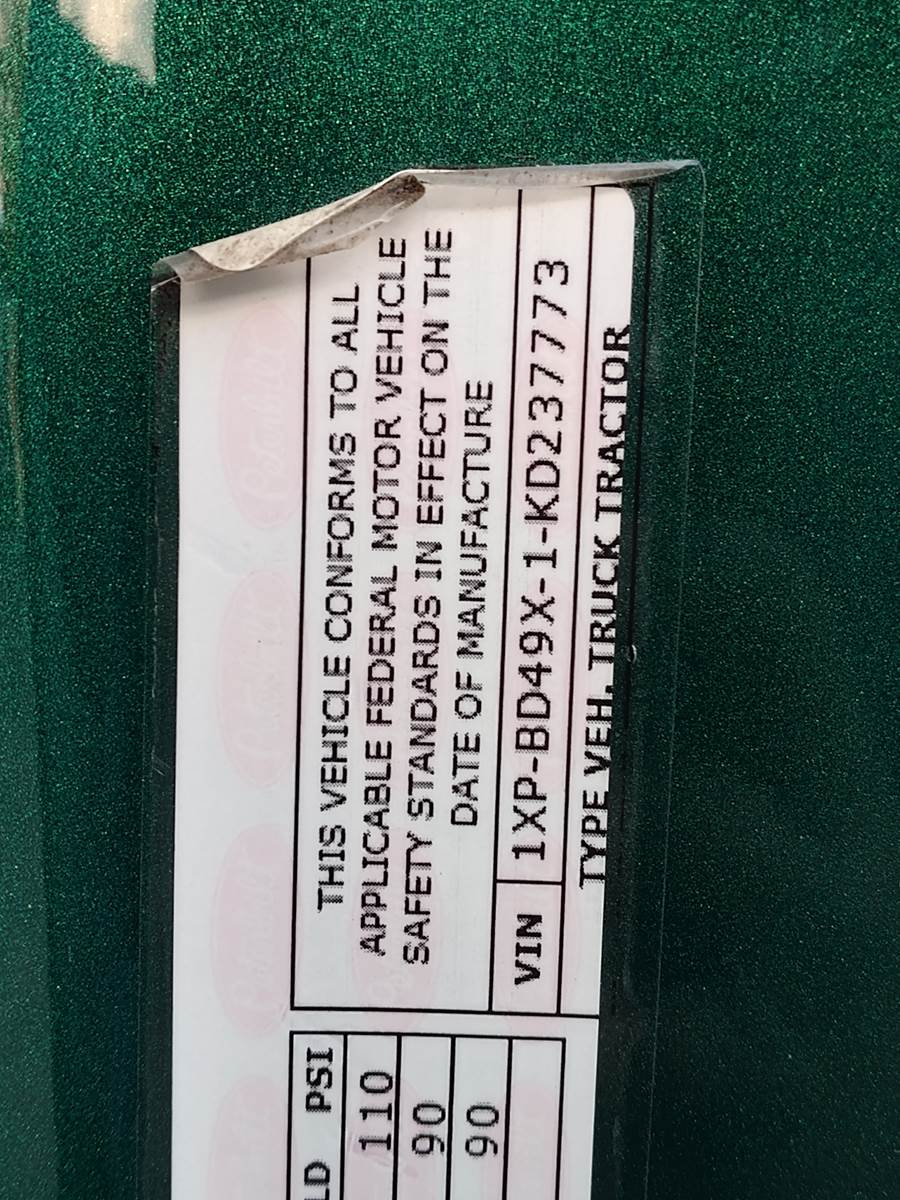 THIS VEHICLE CONFORMS TO ALL
APPLICABLE FEDERAL MOTOR VEHICLE
SAFETY STANDARDS IN EFFECT ON THE
DATE OF MANUFACTURE
VIN 1XP-BD49X-1-KD237773
TYPE VEH. TRUCK TRACTOR
LD PSI
110
90
90